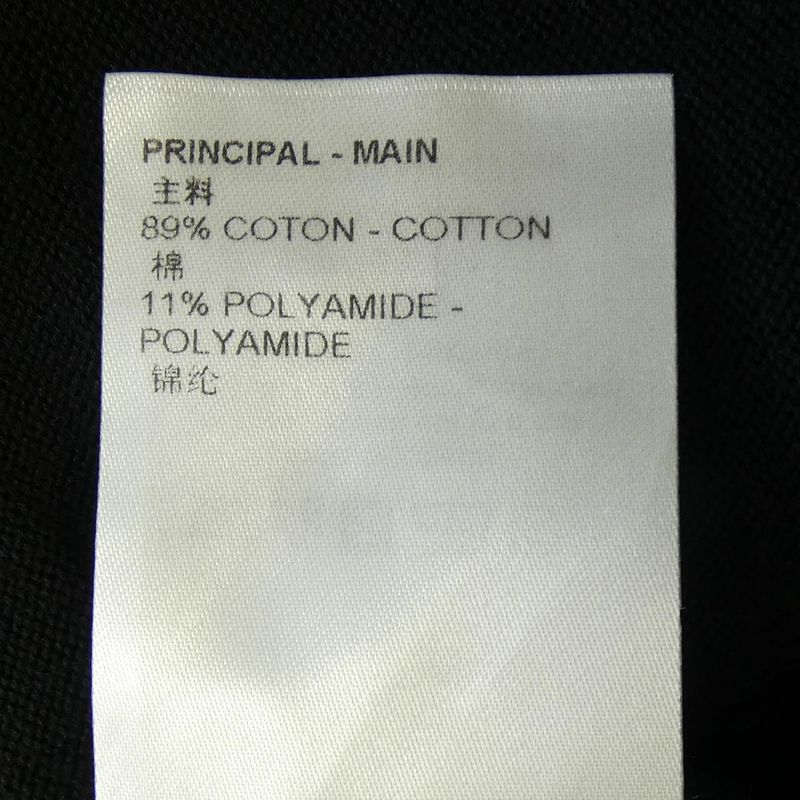 PRINCIPAL - MAIN
主料
89% COTON - COTTON
棉
11% POLYAMIDE -
POLYAMIDE
锦纶